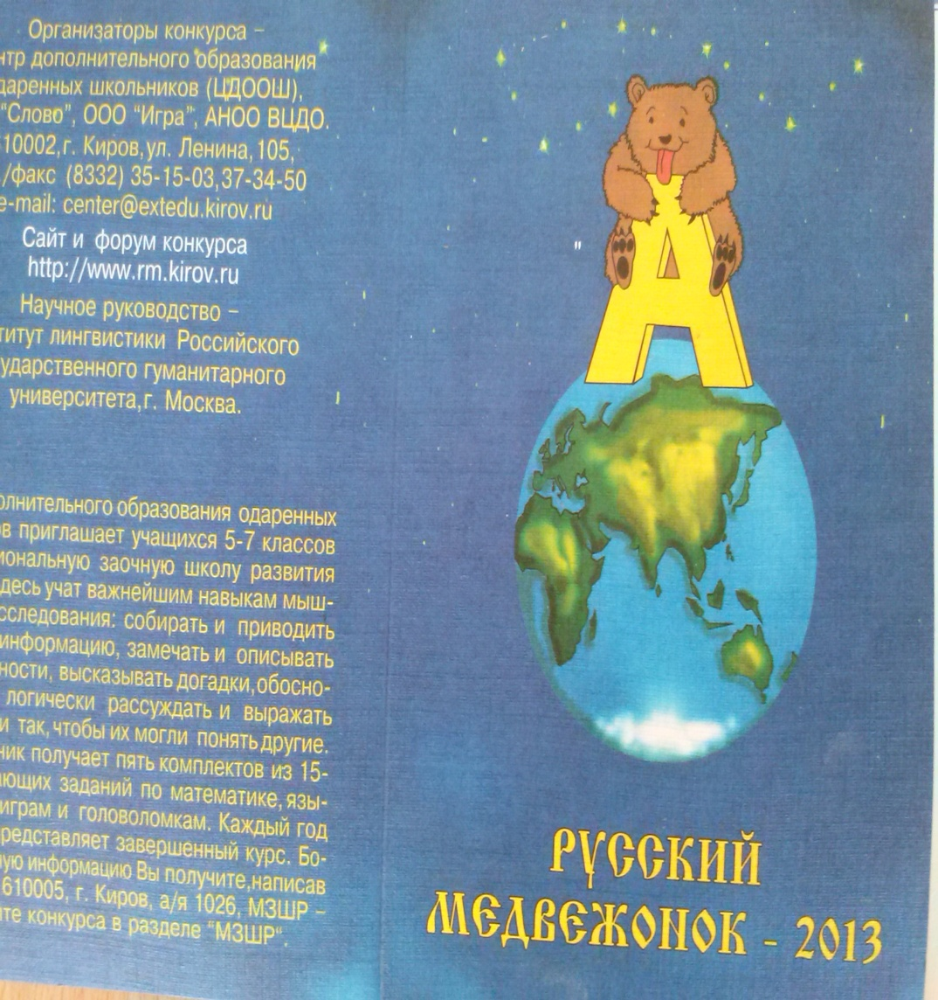 Организаторы конкурса –
нтр дополнительного образования
даренных школьников (ЦДООШ),
"Слово", ООО "Игра", АНОО ВЦДО.
10002, г. Киров, ул. Ленина, 105,
./факс (8332) 35-15-03, 37-34-50
e-mail: center@extedu.kirov.ru
Сайт и форум конкурса
http://www.rm.kirov.ru
Научное руководство –
титут лингвистики Российского
ударственного гуманитарного
университета, г. Москва.
олнительного образования одаренных
ов приглашает учащихся 5-7 классов
иональную заочную школу развития
десь учат важнейшим навыкам мыш-
сследования: собирать и приводить
информацию, замечать и описывать
ности, высказывать догадки, обосно-
логически рассуждать и выражать
и так, чтобы их могли понять другие.
ник получает пять комплектов из 15-
ающих заданий по математике, язы-
играм и головоломкам. Каждый год
редставляет завершенный курс. Бо-
ную информацию Вы получите, написав
610005, г. Киров, а/я 1026, МЗШР –
йте конкурса в разделе "МЗШР".
А
РУССКИЙ
МЕДВЕЖОНОК - 2013